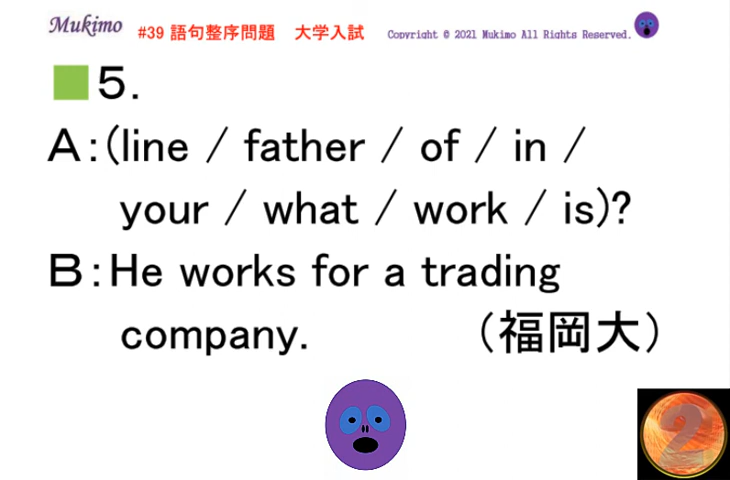 Mukimo #39 語句整序問題 大学入試 Copyright © 2021 Mukimo All Rights Reserved.
■5.
A:(line / father / of / in /
your / what / work / is)?
B:He works for a trading
company. (福岡大)
2